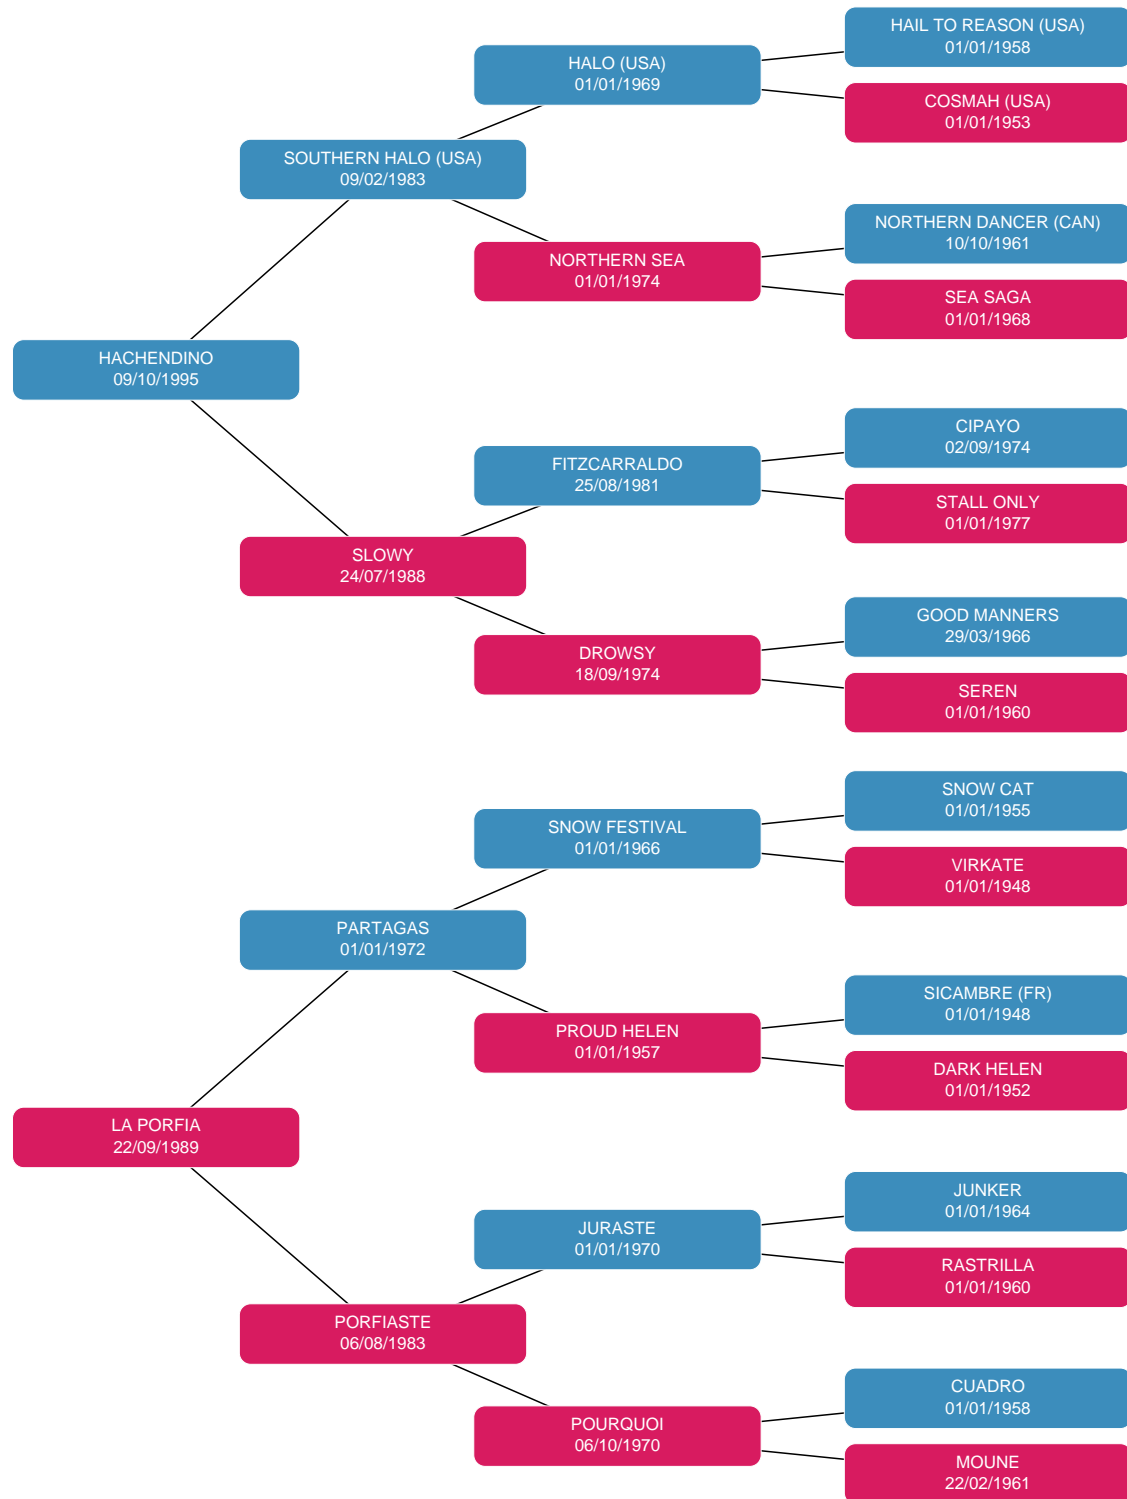 HAIL TO REASON (USA)
01/01/1958
HALO (USA)
01/01/1969
COSMAH (USA)
01/01/1953
SOUTHERN HALO (USA)
09/02/1983
NORTHERN DANCER (CAN)
10/10/1961
NORTHERN SEA
01/01/1974
SEA SAGA
01/01/1968
HACHENDINO
09/10/1995
CIPAYO
02/09/1974
FITZCARRALDO
25/08/1981
STALL ONLY
01/01/1977
SLOWY
24/07/1988
GOOD MANNERS
29/03/1966
DROWSY
18/09/1974
SEREN
01/01/1960
SNOW CAT
01/01/1955
SNOW FESTIVAL
01/01/1966
VIRKATE
01/01/1948
PARTAGAS
01/01/1972
SICAMBRE (FR)
01/01/1948
PROUD HELEN
01/01/1957
DARK HELEN
01/01/1952
LA PORFIA
22/09/1989
JUNKER
01/01/1964
JURASTE
01/01/1970
RASTRILLA
01/01/1960
PORFIASTE
06/08/1983
CUADRO
01/01/1958
POURQUOI
06/10/1970
MOUNE
22/02/1961